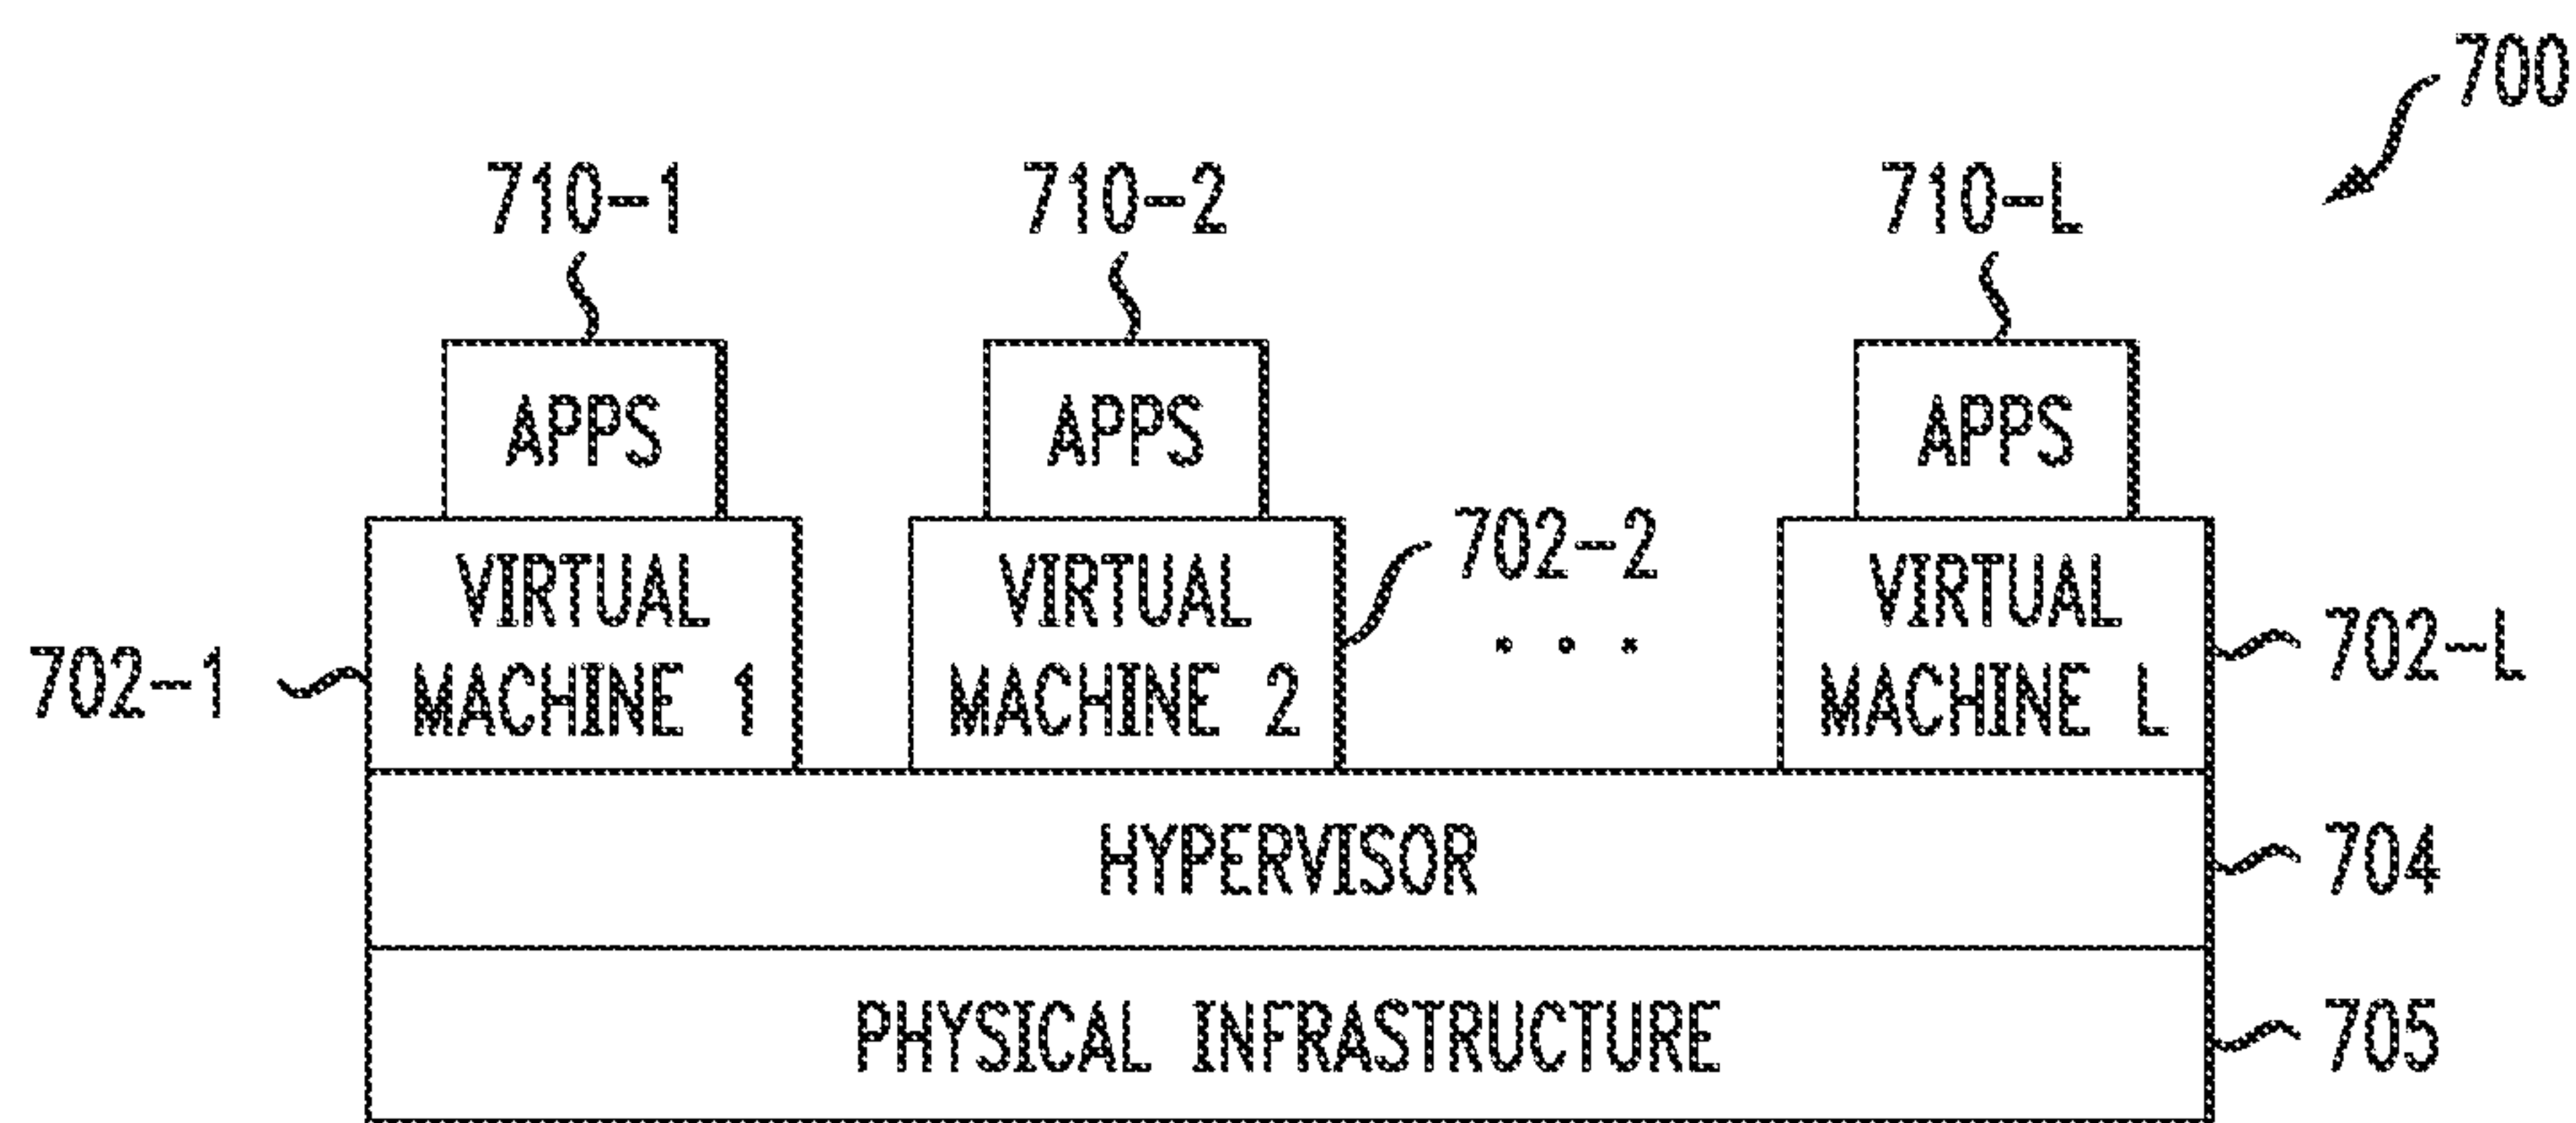 700
710-1
710-2
710-L
APPS
APPS
APPS
702-2
VIRTUAL
MACHINE 1
VIRTUAL
MACHINE 2
. . .
VIRTUAL
MACHINE L
702-1
702-L
HYPERVISOR
704
PHYSICAL INFRASTRUCTURE
705